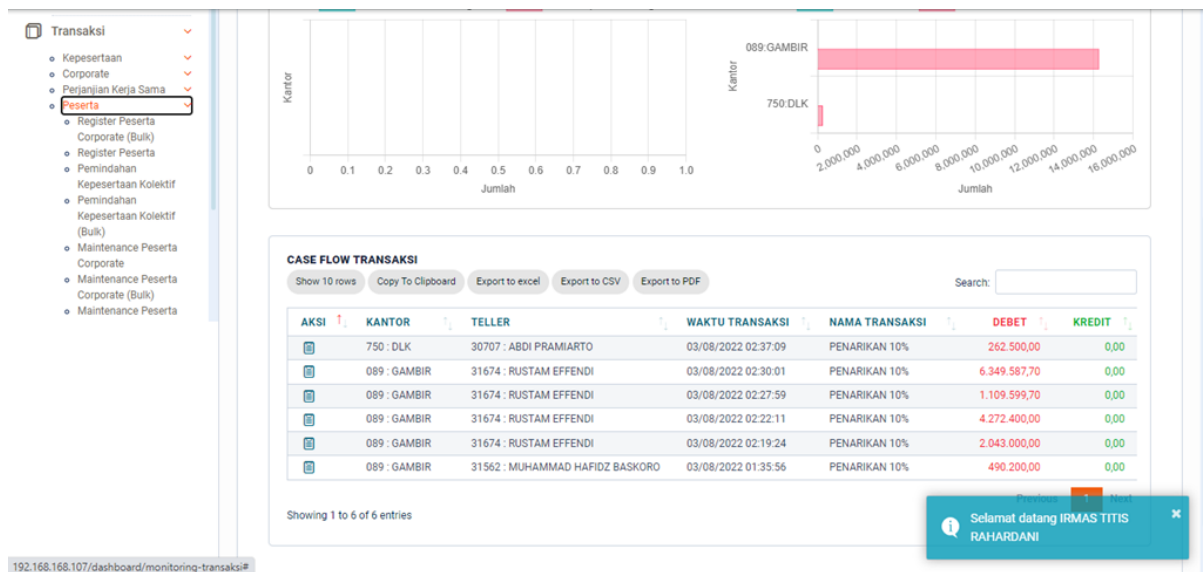 Transaksi
Kepesertaan
Corporate
Perjanjian Kerja Sama
Peserta
Register Peserta
Corporate (Bulk)
Register Peserta
Pemindahan
Kepesertaan Kolektif
Pemindahan
Kepesertaan Kolektif
(Bulk)
Maintenance Peserta
Corporate
Maintenance Peserta
Corporate (Bulk)
Maintenance Peserta
Kantor
0 0.1 0.2 0.3 0.4 0.5 0.6 0.7 0.8 0.9 1.0
Jumlah
Kantor
089:GAMBIR
750:DLK
0 2,000,000 4,000,000 6,000,000 8,000,000 10,000,000 12,000,000 14,000,000 16,000,000
Jumlah
CASE FLOW TRANSAKSI
Show 10 rows Copy To Clipboard Export to excel Export to CSV Export to PDF Search:
AKSI KANTOR TELLER WAKTU TRANSAKSI NAMA TRANSAKSI DEBET KREDIT
750 : DLK 30707 : ABDI PRAMIARTO 03/08/2022 02:37:09 PENARIKAN 10% 262.500,00 0,00
089 : GAMBIR 31674 : RUSTAM EFFENDI 03/08/2022 02:30:01 PENARIKAN 10% 6.349.587,70 0,00
089 : GAMBIR 31674 : RUSTAM EFFENDI 03/08/2022 02:27:59 PENARIKAN 10% 1.109.599,70 0,00
089 : GAMBIR 31674 : RUSTAM EFFENDI 03/08/2022 02:22:11 PENARIKAN 10% 4.272.400,00 0,00
089 : GAMBIR 31674 : RUSTAM EFFENDI 03/08/2022 02:19:24 PENARIKAN 10% 2.043.000,00 0,00
089 : GAMBIR 31562 : MUHAMMAD HAFIDZ BASKORO 03/08/2022 01:35:56 PENARIKAN 10% 490.200,00 0,00
Previous 1 Next
Showing 1 to 6 of 6 entries
Selamat datang IRMAS TITIS
RAHARDANI
192.168.168.107/dashboard/monitoring-transaksi#